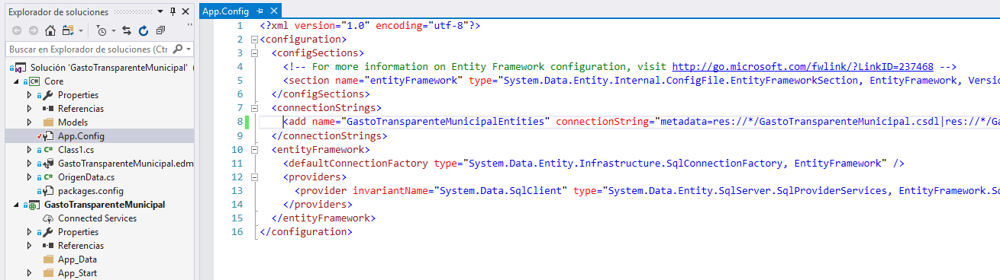 Explorador de soluciones
Buscar en Explorador de soluciones (Ctr
Solución 'GastoTransparenteMunicipal' (
Core
Properties
Referencias
Models
App.Config
Class1.cs
GastoTransparenteMunicipal.edm
OrigenData.cs
packages.config
GastoTransparenteMunicipal
Connected Services
Properties
Referencias
App_Data
App_Start
App.Config
1 <?xml version="1.0" encoding="utf-8"?>
2 <configuration>
3 <configSections>
4 <!-- For more information on Entity Framework configuration, visit http://go.microsoft.com/fwlink/?LinkID=237468 -->
5 <section name="entityFramework" type="System.Data.Entity.Internal.ConfigFile.EntityFrameworkSection, EntityFramework, Versio
6 </configSections>
7 <connectionStrings>
8 <add name="GastoTransparenteMunicipalEntities" connectionString="metadata=res://*/GastoTransparenteMunicipal.csdl|res://*/Ga
9 </connectionStrings>
10 <entityFramework>
11 <defaultConnectionFactory type="System.Data.Entity.Infrastructure.SqlConnectionFactory, EntityFramework" />
12 <providers>
13 <provider invariantName="System.Data.SqlClient" type="System.Data.Entity.SqlServer.SqlProviderServices, EntityFramework.Sq
14 </providers>
15 </entityFramework>
16 </configuration>